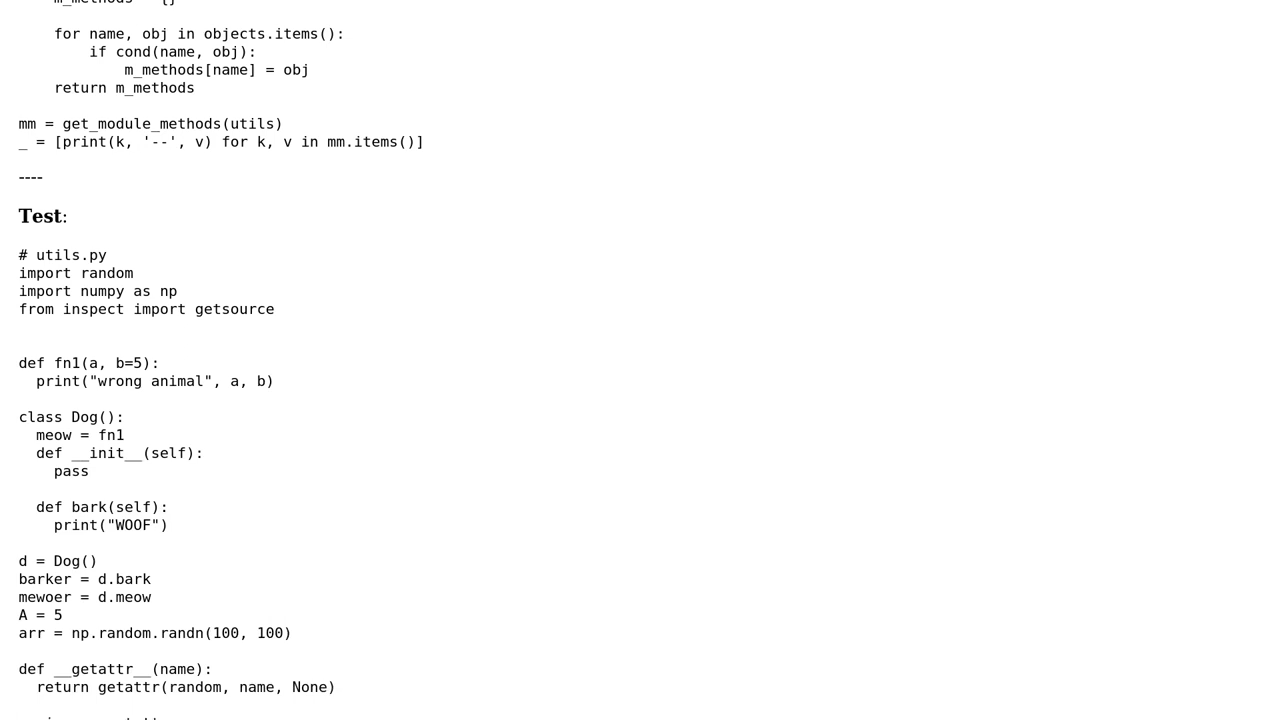 for name, obj in objects.items():
        if cond(name, obj):
            m_methods[name] = obj
    return m_methods

mm = get_module_methods(utils)
_ = [print(k, '--', v) for k, v in mm.items()]

----

Test:

# utils.py
import random
import numpy as np
from inspect import getsource


def fn1(a, b=5):
  print("wrong animal", a, b)

class Dog():
  meow = fn1
  def __init__(self):
    pass

  def bark(self):
    print("WOOF")

d = Dog()
barker = d.bark
mewoer = d.meow
A = 5
arr = np.random.randn(100, 100)

def __getattr__(name):
  return getattr(random, name, None)